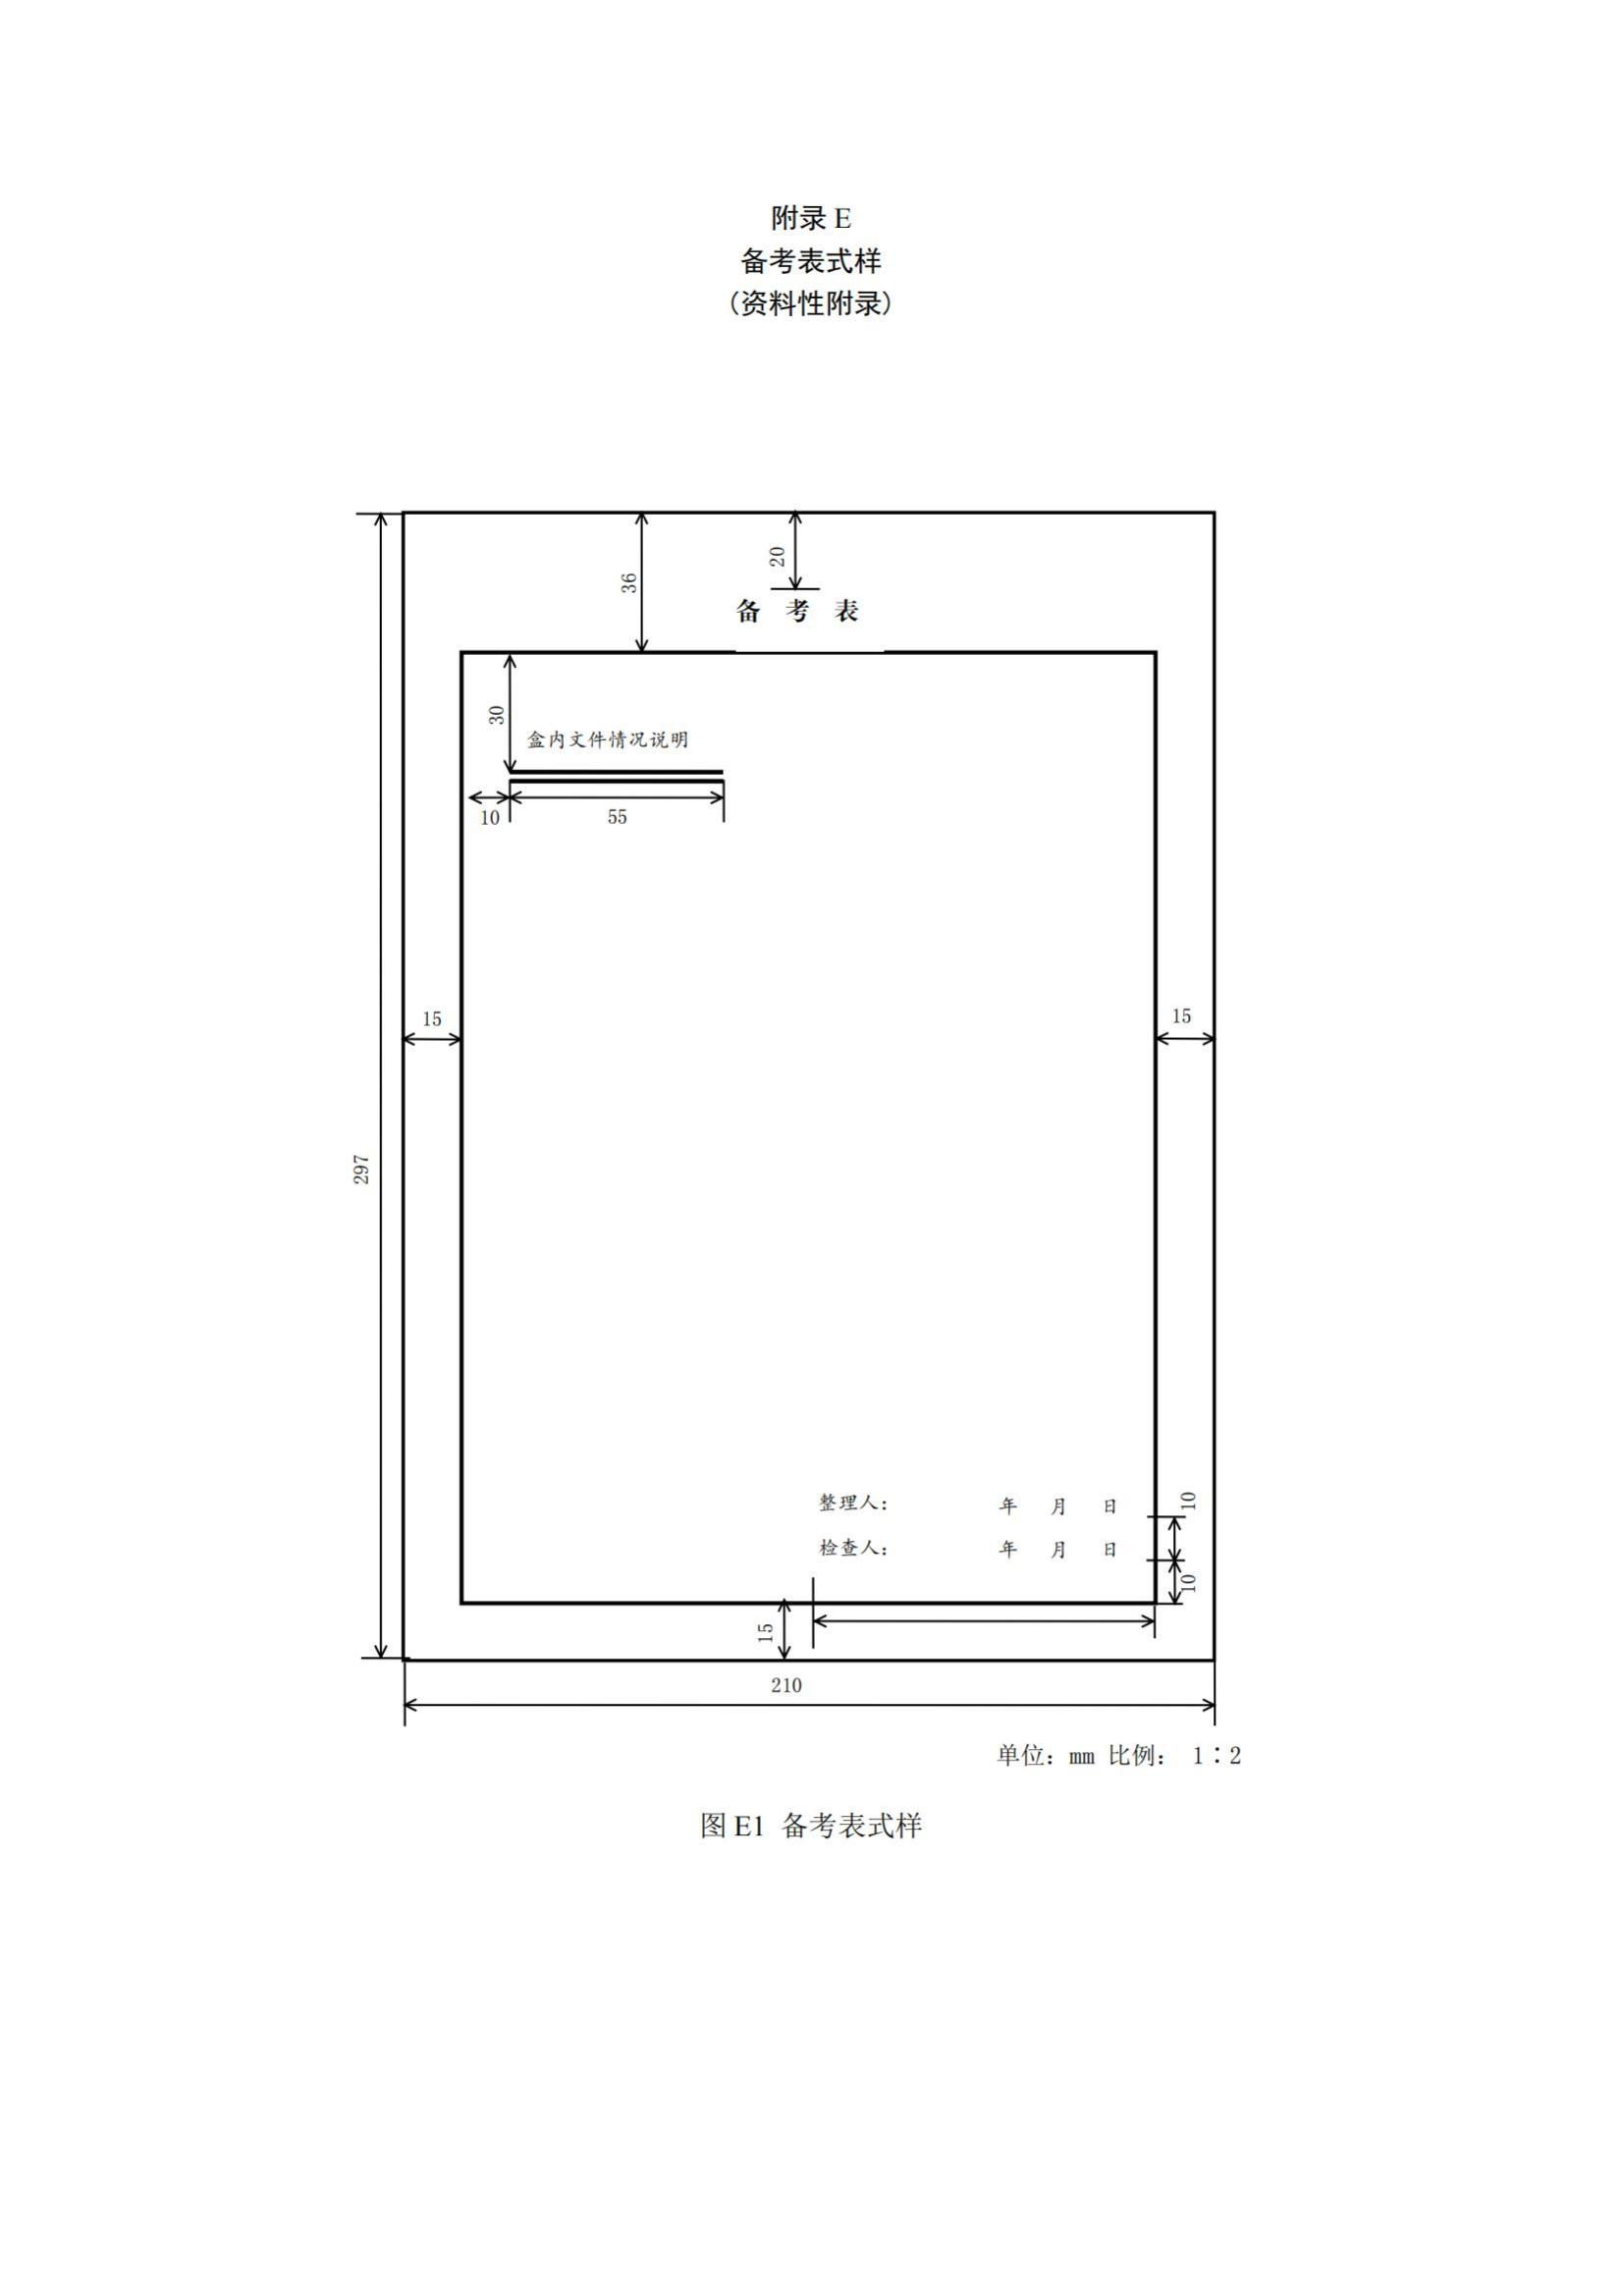 附录 E
备考表式样
（资料性附录）
20
36
备 考 表
30
盒内文件情况说明
10
55
15
15
297
整理人： 年 月 日
10
检查人： 年 月 日
10
15
210
单位：mm 比例： 1∶2
图 E1 备考表式样